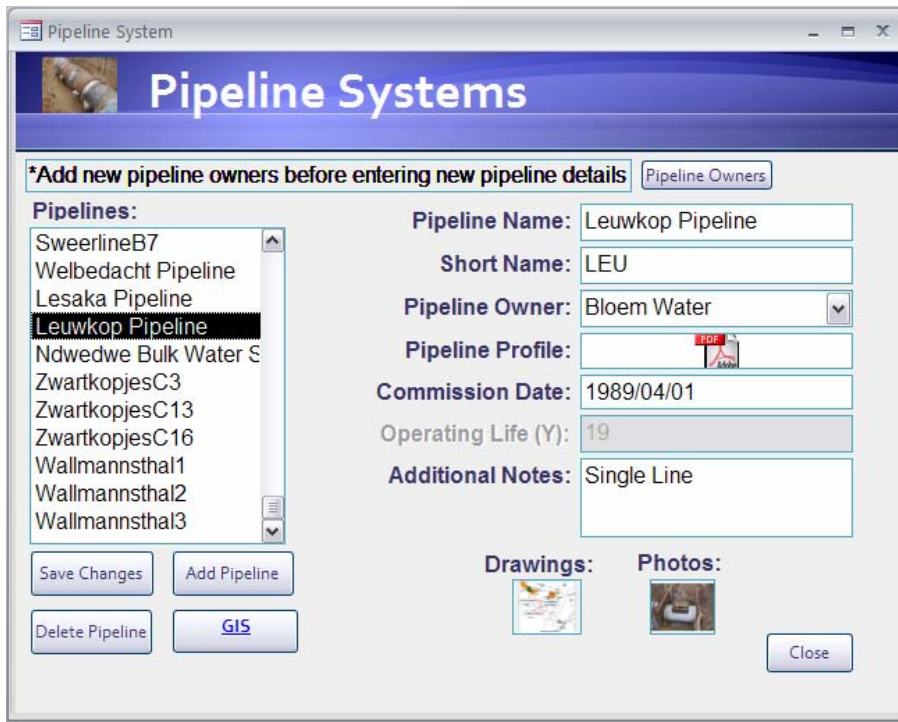 Pipeline System
Pipeline Systems
*Add new pipeline owners before entering new pipeline details
Pipeline Owners
Pipelines:
SweerlineB7
Welbedacht Pipeline
Lesaka Pipeline
Leuwkop Pipeline
Ndwedwe Bulk Water S
ZwartkopjesC3
ZwartkopjesC13
ZwartkopjesC16
Wallmannsthal1
Wallmannsthal2
Wallmannsthal3
Save Changes
Add Pipeline
Delete Pipeline
GIS
Pipeline Name: Leuwkop Pipeline
Short Name: LEU
Pipeline Owner: Bloem Water
Pipeline Profile: PDF Adobe
Commission Date: 1989/04/01
Operating Life (Y): 19
Additional Notes: Single Line
Drawings:
Photos:
Close